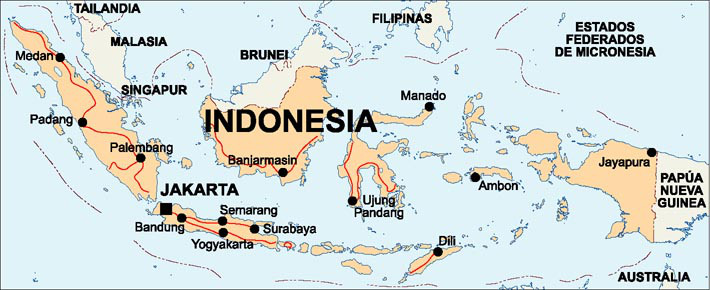 TAILANDIA
MALASIA
Medan
SINGAPUR
BRUNEI
FILIPINAS
ESTADOS
FEDERADOS
DE MICRONESIA
Padang
Palembang
INDONESIA
Manado
Banjarmasin
Jayapura
PAPÚA
NUEVA
GUINEA
Ambon
Ujung
Pandang
JAKARTA
Semarang
Bandung
Surabaya
Yogyakarta
Dili
AUSTRALIA